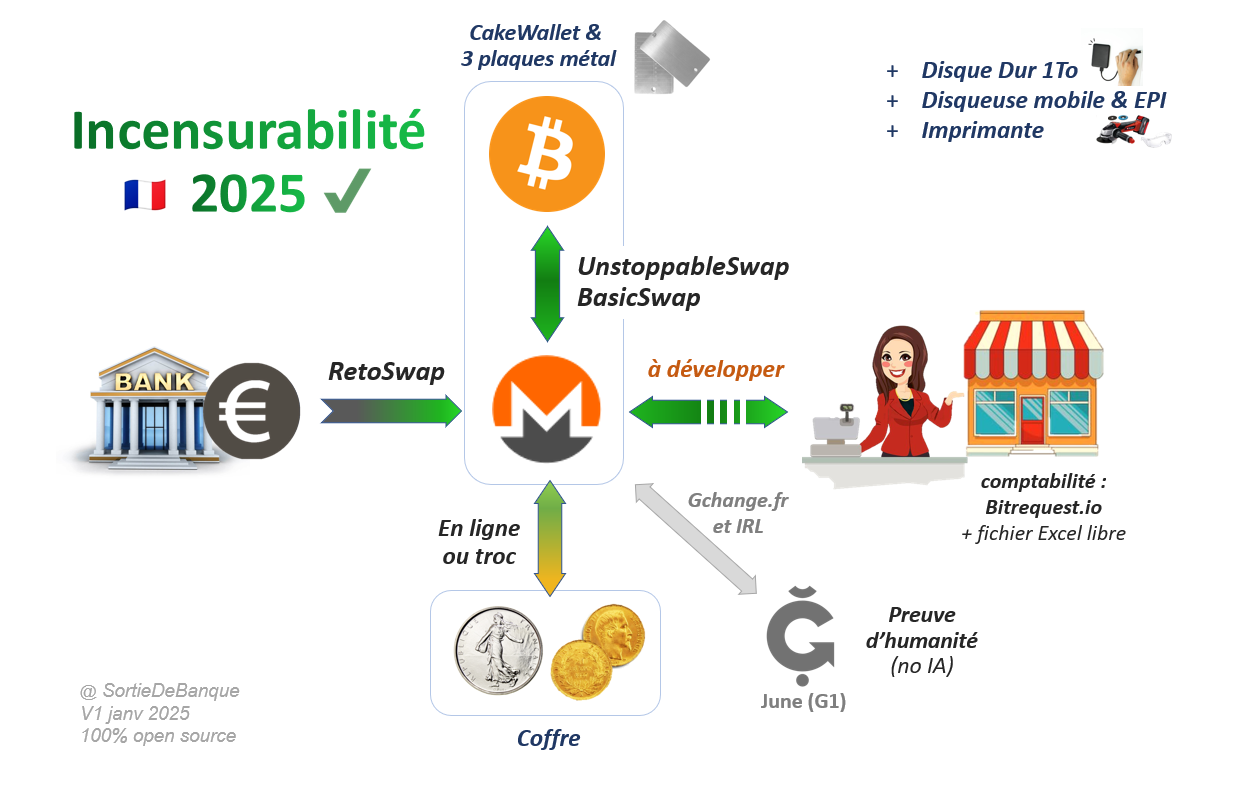 CakeWallet &
3 plaques métal
+ Disque Dur 1To
+ Disqueuse mobile & EPI
+ Imprimante
Incensurabilité
2025
UnstoppableSwap
BasicSwap
BANK
€
RetoSwap
à développer
comptabilité :
Bitrequest.io
+ fichier Excel libre
Gchange.fr
et IRL
En ligne
ou troc
Preuve
d’humanité
(no IA)
June (G1)
Coffre
@ SortieDeBanque
V1 janv 2025
100% open source